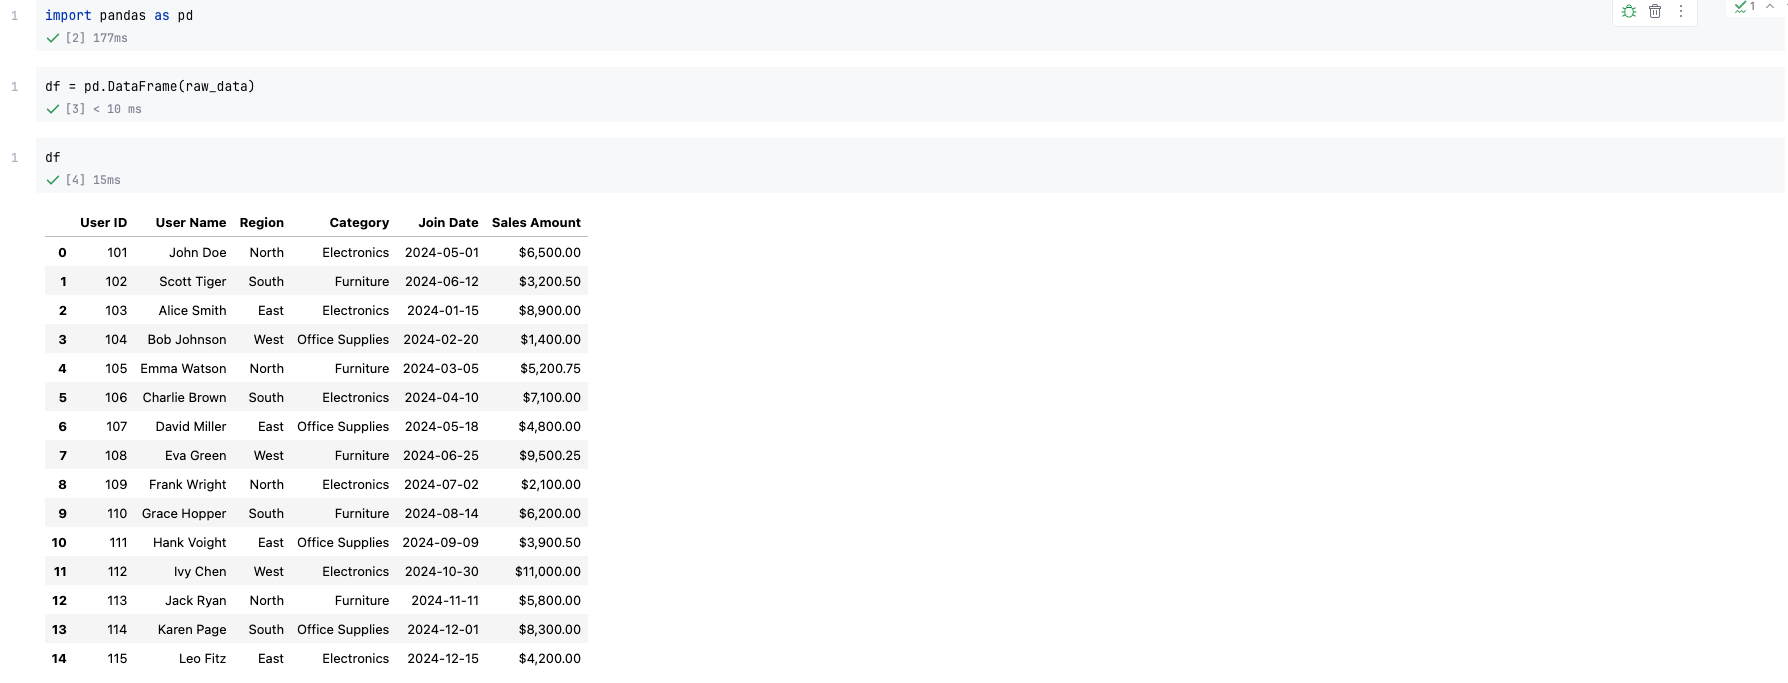 1 import pandas as pd 1
[2] 177ms
1 df = pd.DataFrame(raw_data)
[3] < 10 ms
1 df
[4] 15ms
User ID User Name Region Category Join Date Sales Amount
0 101 John Doe North Electronics 2024-05-01 $6,500.00
1 102 Scott Tiger South Furniture 2024-06-12 $3,200.50
2 103 Alice Smith East Electronics 2024-01-15 $8,900.00
3 104 Bob Johnson West Office Supplies 2024-02-20 $1,400.00
4 105 Emma Watson North Furniture 2024-03-05 $5,200.75
5 106 Charlie Brown South Electronics 2024-04-10 $7,100.00
6 107 David Miller East Office Supplies 2024-05-18 $4,800.00
7 108 Eva Green West Furniture 2024-06-25 $9,500.25
8 109 Frank Wright North Electronics 2024-07-02 $2,100.00
9 110 Grace Hopper South Furniture 2024-08-14 $6,200.00
10 111 Hank Voight East Office Supplies 2024-09-09 $3,900.50
11 112 Ivy Chen West Electronics 2024-10-30 $11,000.00
12 113 Jack Ryan North Furniture 2024-11-11 $5,800.00
13 114 Karen Page South Office Supplies 2024-12-01 $8,300.00
14 115 Leo Fitz East Electronics 2024-12-15 $4,200.00